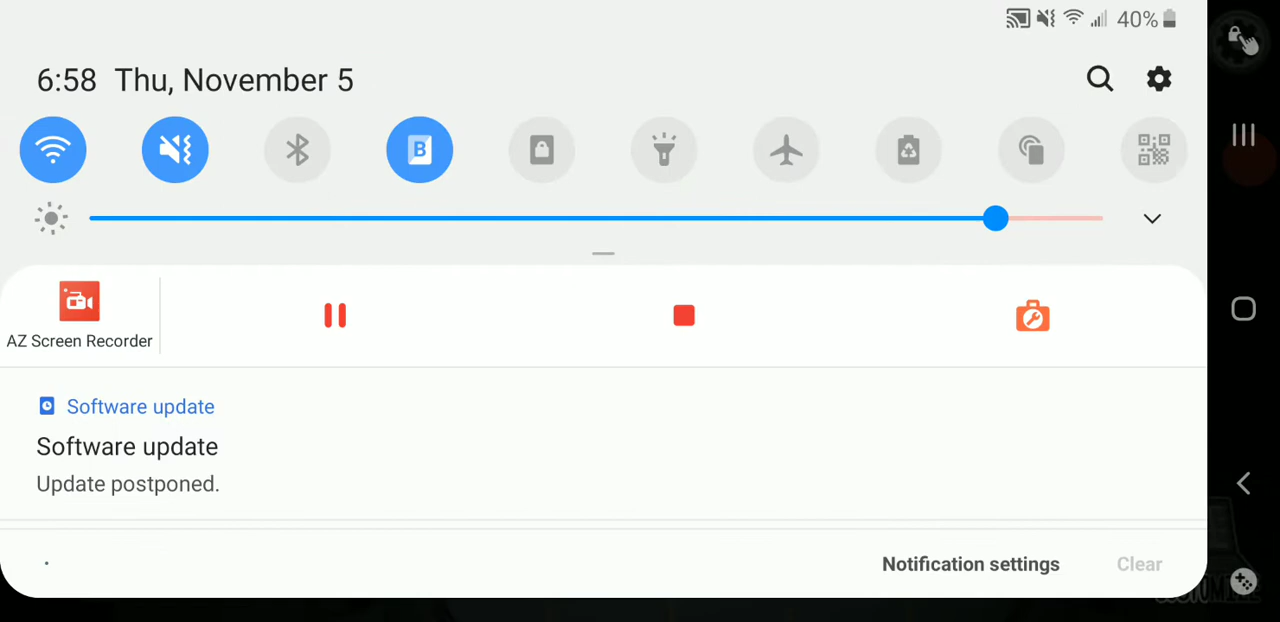 40%
6:58 Thu, November 5
B
AZ Screen Recorder
Software update
Software update
Update postponed.
Notification settings
Clear